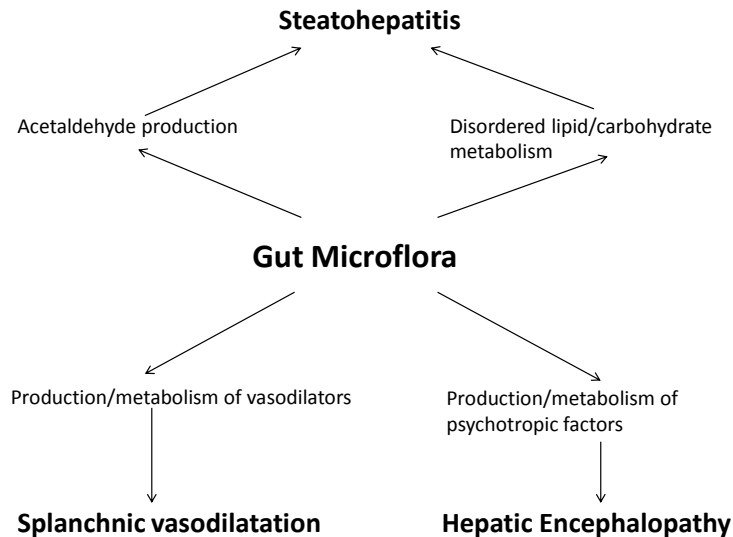 Steatohepatitis
Acetaldehyde production
Disordered lipid/carbohydrate
metabolism
Gut Microflora
Production/metabolism of vasodilators
Production/metabolism of
psychotropic factors
Splanchnic vasodilatation
Hepatic Encephalopathy